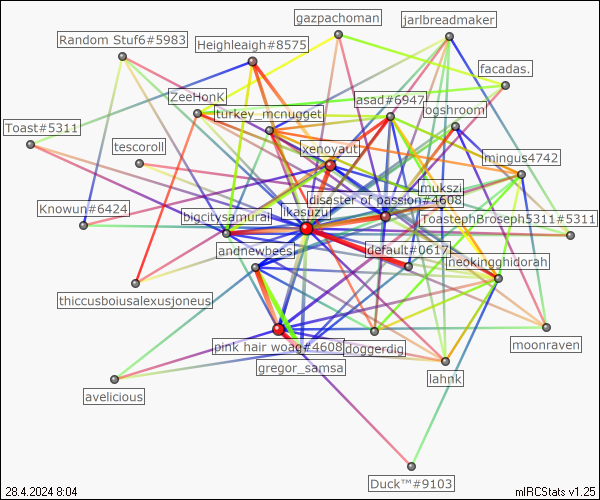 gazpachoman
jarlbreadmaker
Random Stuf6#5983
Heighleaigh#8575
facadas.
ZeeHonK
asad#6947
ogshroom
turkey_mcnugget
Toast#5311
tescoroll
xenoyaut
mingus4742
mukszi
disaster of passion#4608
Knowun#6424
bigcitysamurai
ikasuzul
ToastephBroseph5311#5311
andnewbees
default#0617
neokingghidorah
thiccusboiusalexusjoneus
pink hair woag#4608
doggerdig
moonraven
gregor_samsa
lahnk
avelicious
Duck™#9103
28.4.2024 8:04
mIRCStats v1.25